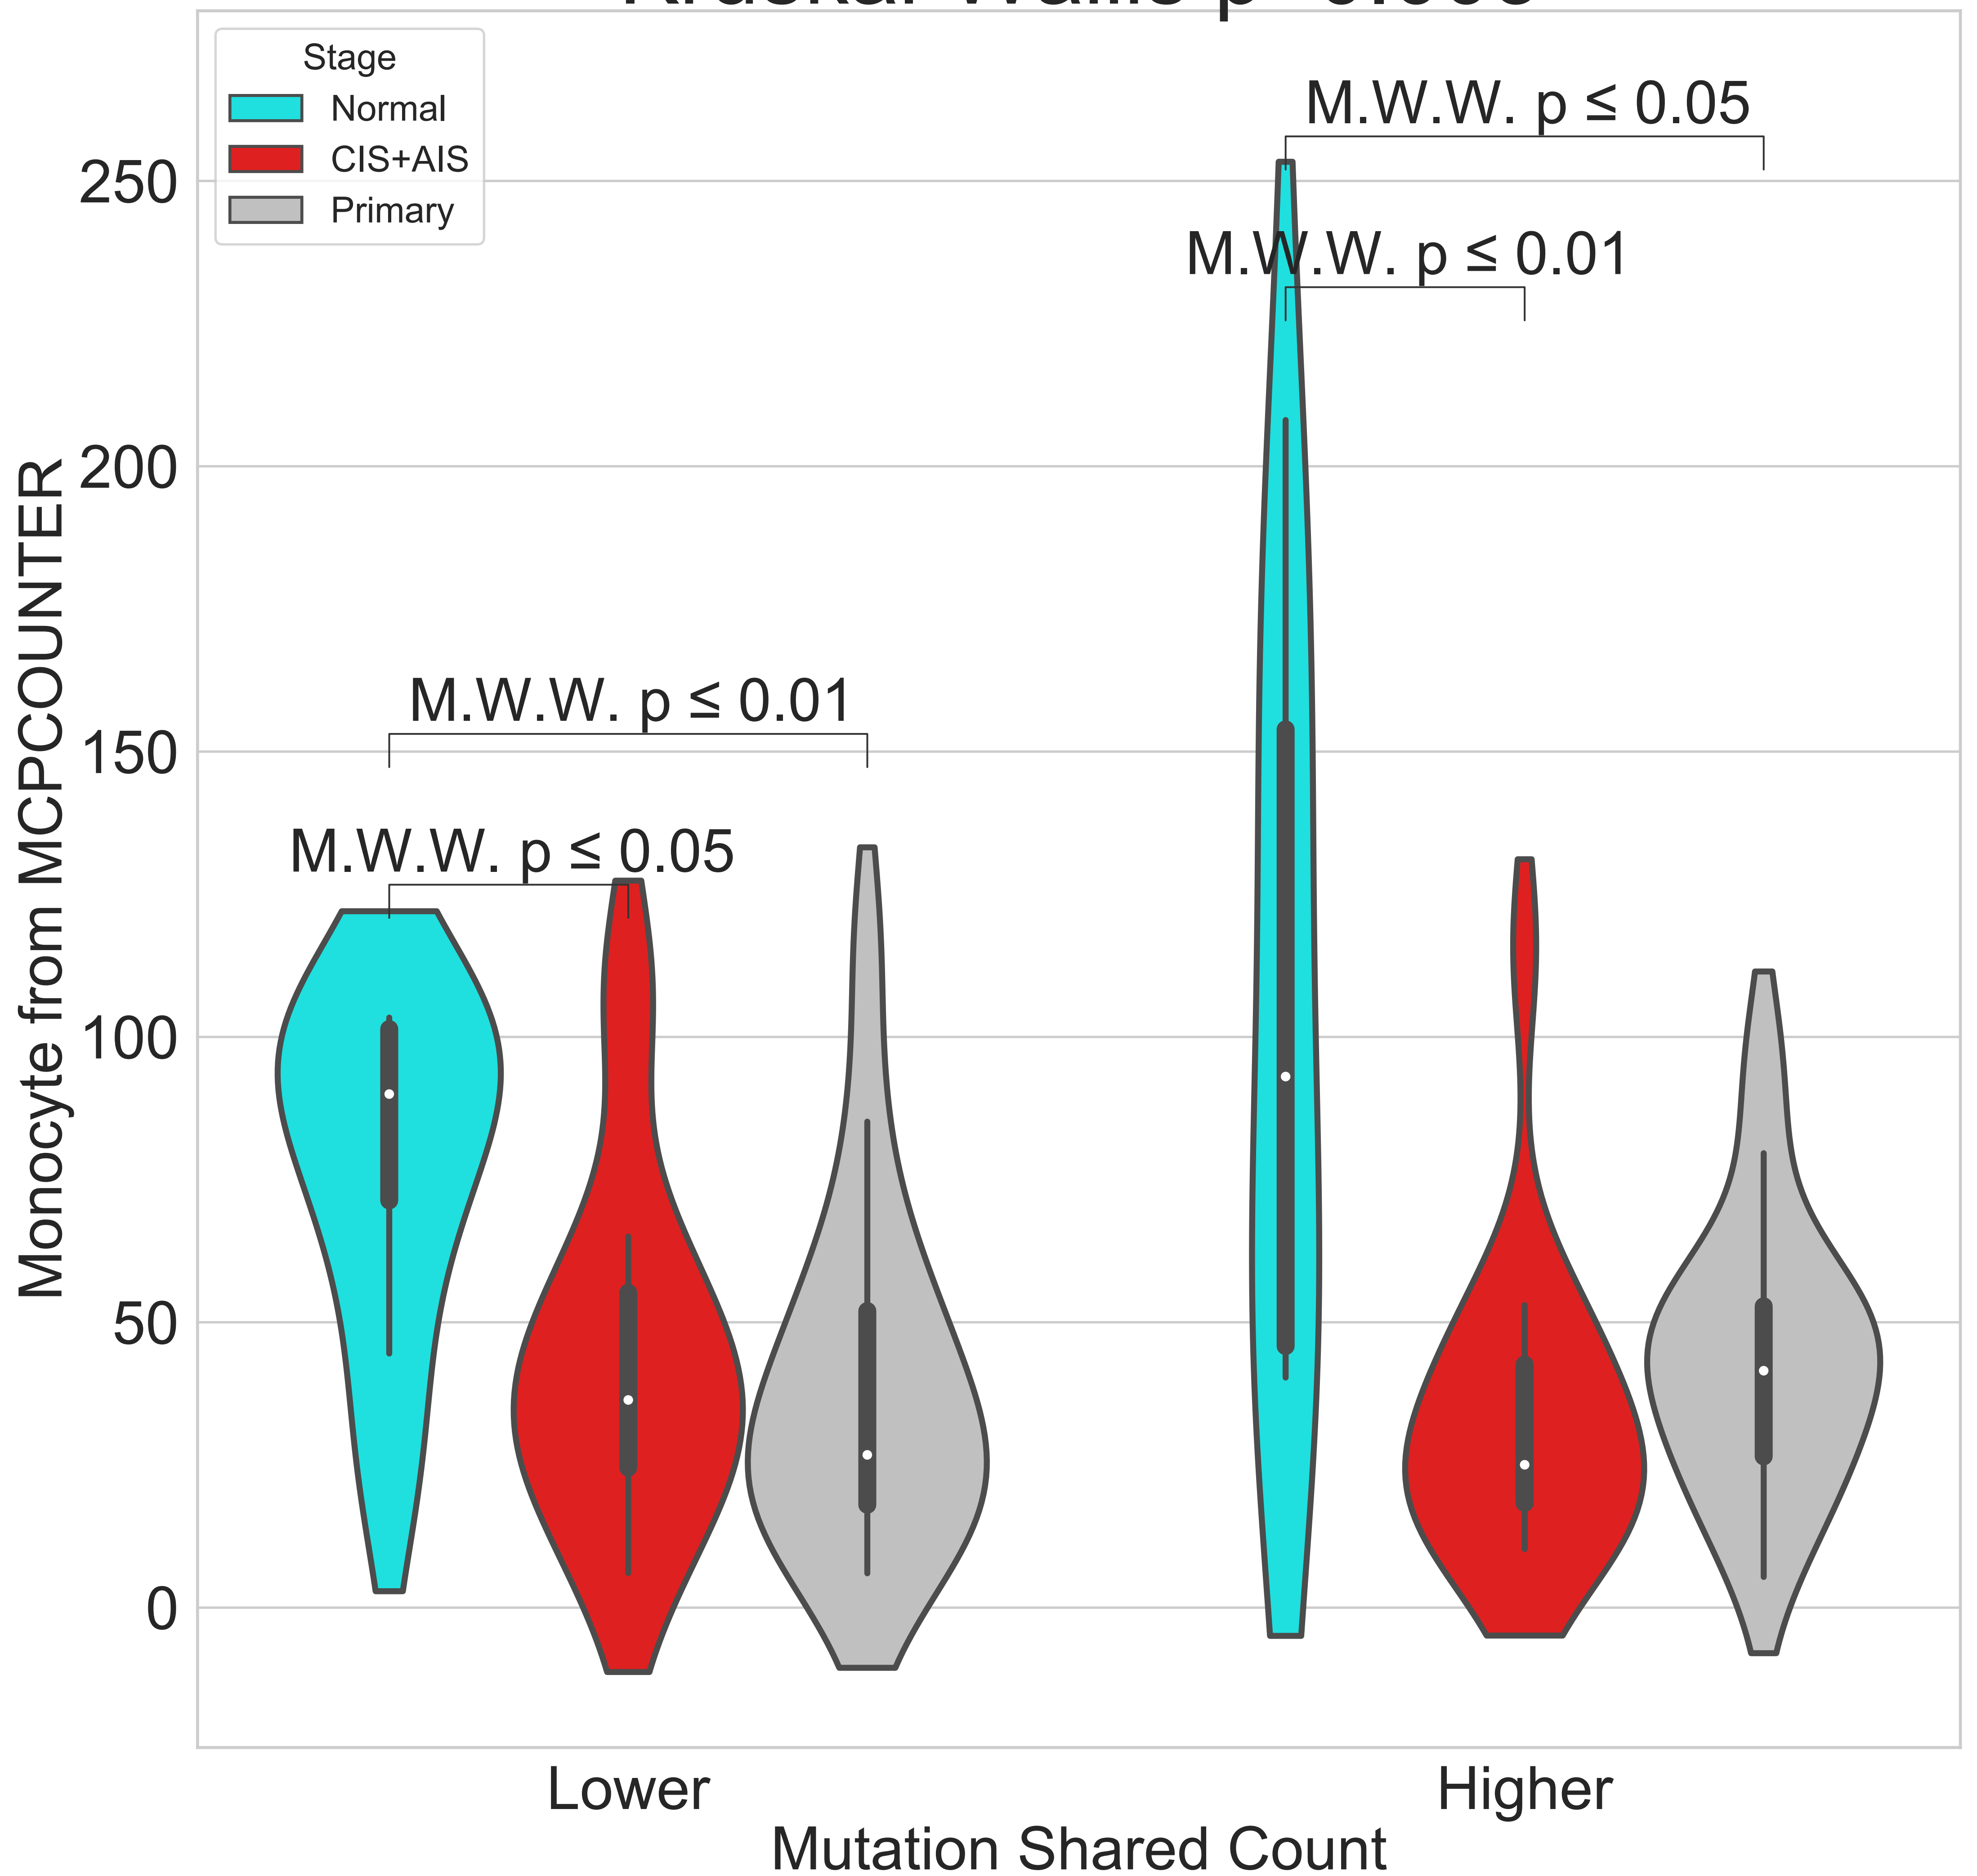 Stage
Normal
CIS+AIS
Primary
M.W.W. p ≤ 0.05
M.W.W. p ≤ 0.01
M.W.W. p ≤ 0.01
M.W.W. p ≤ 0.05
250
200
150
100
50
0
Monocyte from MCPCOUNTER
Lower
Higher
Mutation Shared Count